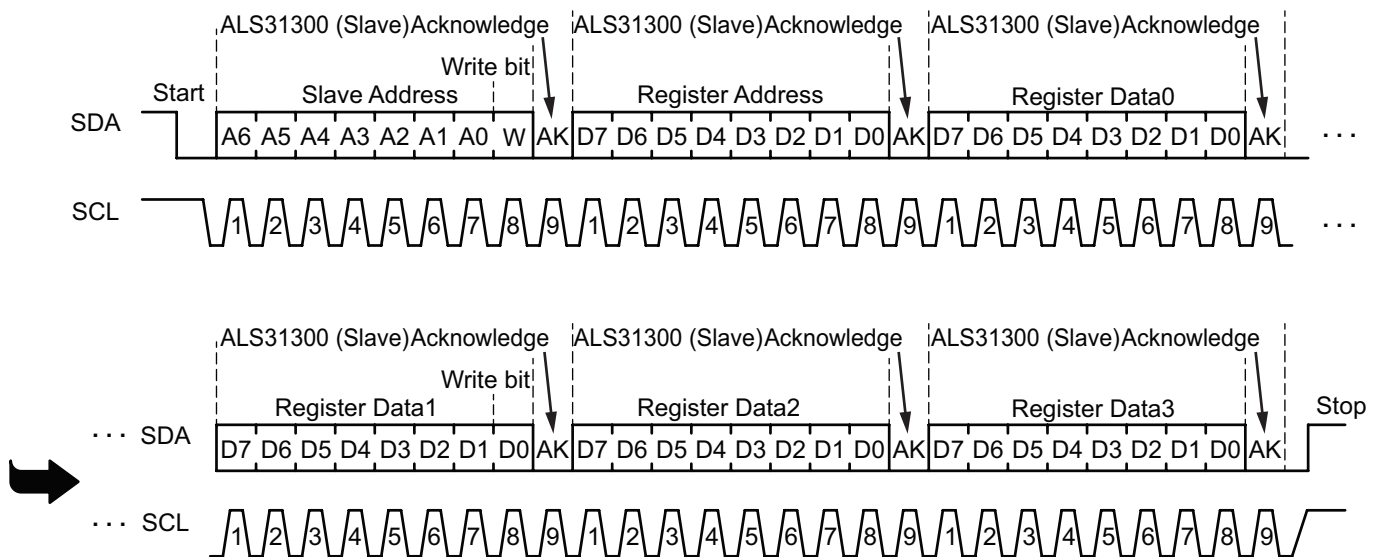 ALS31300 (Slave)Acknowledge ALS31300 (Slave)Acknowledge ALS31300 (Slave)Acknowledge
Write bit
Start Slave Address Register Address Register Data0
SDA A6 A5 A4 A3 A2 A1 A0 W AK D7 D6 D5 D4 D3 D2 D1 D0 AK D7 D6 D5 D4 D3 D2 D1 D0 AK . . .
SCL 1 2 3 4 5 6 7 8 9 1 2 3 4 5 6 7 8 9 1 2 3 4 5 6 7 8 9 . . .
ALS31300 (Slave)Acknowledge ALS31300 (Slave)Acknowledge ALS31300 (Slave)Acknowledge
Write bit
Register Data1 Register Data2 Register Data3 Stop
. . . SDA D7 D6 D5 D4 D3 D2 D1 D0 AK D7 D6 D5 D4 D3 D2 D1 D0 AK D7 D6 D5 D4 D3 D2 D1 D0 AK
. . . SCL 1 2 3 4 5 6 7 8 9 1 2 3 4 5 6 7 8 9 1 2 3 4 5 6 7 8 9